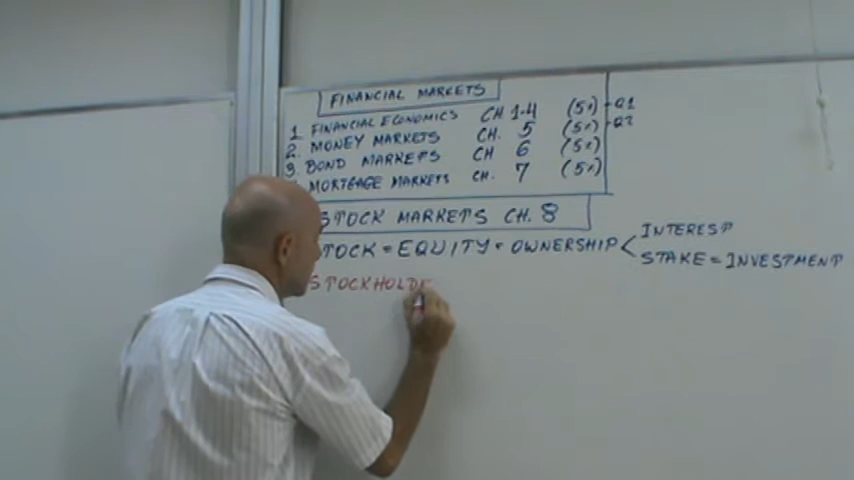 FINANCIAL MARKETS
1. FINANCIAL ECONOMICS CH 1-4 (5%) Q1
2. MONEY MARKETS CH. 5 (5%) Q2
3. BOND MARKETS CH 6 (5%)
MORTGAGE MARKETS CH. 7 (5%)
STOCK MARKETS CH. 8
STOCK = EQUITY = OWNERSHIP < INTEREST
STAKE = INVESTMENT
STOCKHOLDE